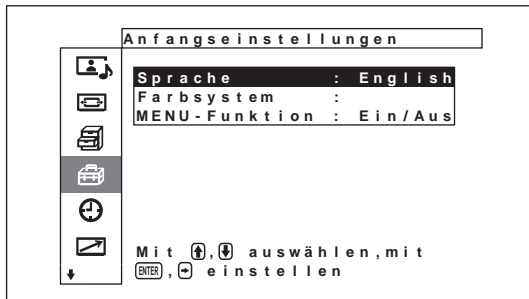 Anfangseinstellungen
Sprache : English
Farbsystem :
MENU-Funktion : Ein/Aus
Mit ↑,↓ auswählen,mit
ENTER,→ einstellen